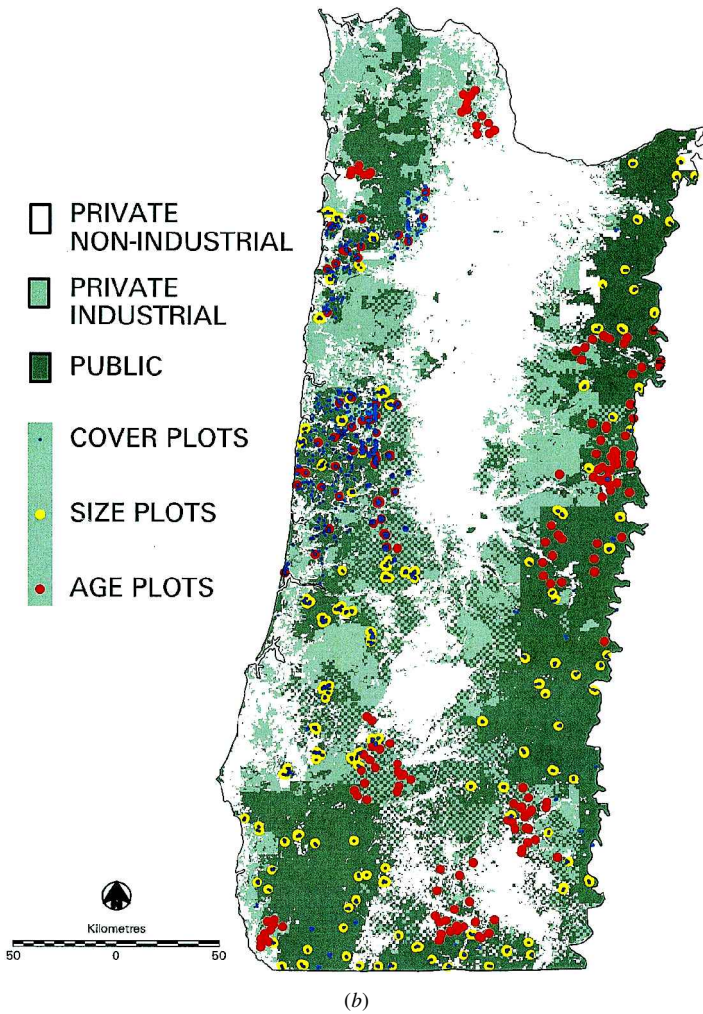 PRIVATE
NON-INDUSTRIAL
PRIVATE
INDUSTRIAL
PUBLIC
COVER PLOTS
SIZE PLOTS
AGE PLOTS
Kilometres
50 0 50
(b)